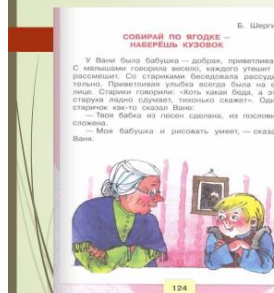 Б. Шергин
СОБИРАЙ ПО ЯГОДКЕ —
НАБЕРЁШЬ КУЗОВОК
У Вани была бабушка — добрая, приветлива
С малышами говорила весело, каждого утешит
рассмешит. Со стариками беседовала рассуд
тельно. Приветливая улыбка всегда была на е
лице. Старики говорили: «Хоть какая беда, а эт
старуха ладно сдумает, тихонько скажет». Оди
старичок как-то сказал Ване:
— Твоя бабка из песен сделана, из послови
сложена.
— Моя бабушка и рисовать умеет, — сказа
Ваня.
124